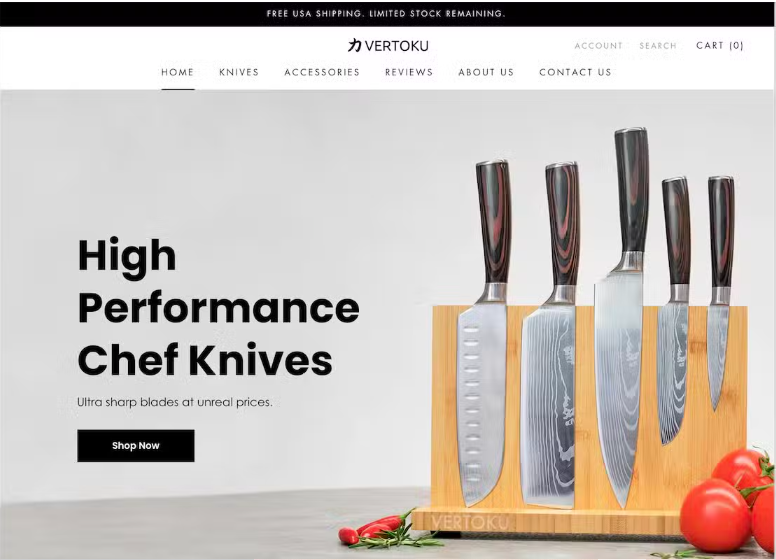 FREE USA SHIPPING. LIMITED STOCK REMAINING.
力 VERTOKU
ACCOUNT SEARCH CART (0)
HOME KNIVES ACCESSORIES REVIEWS ABOUT US CONTACT US
High
Performance
Chef Knives
Ultra sharp blades at unreal prices.
Shop Now
VERTOKU